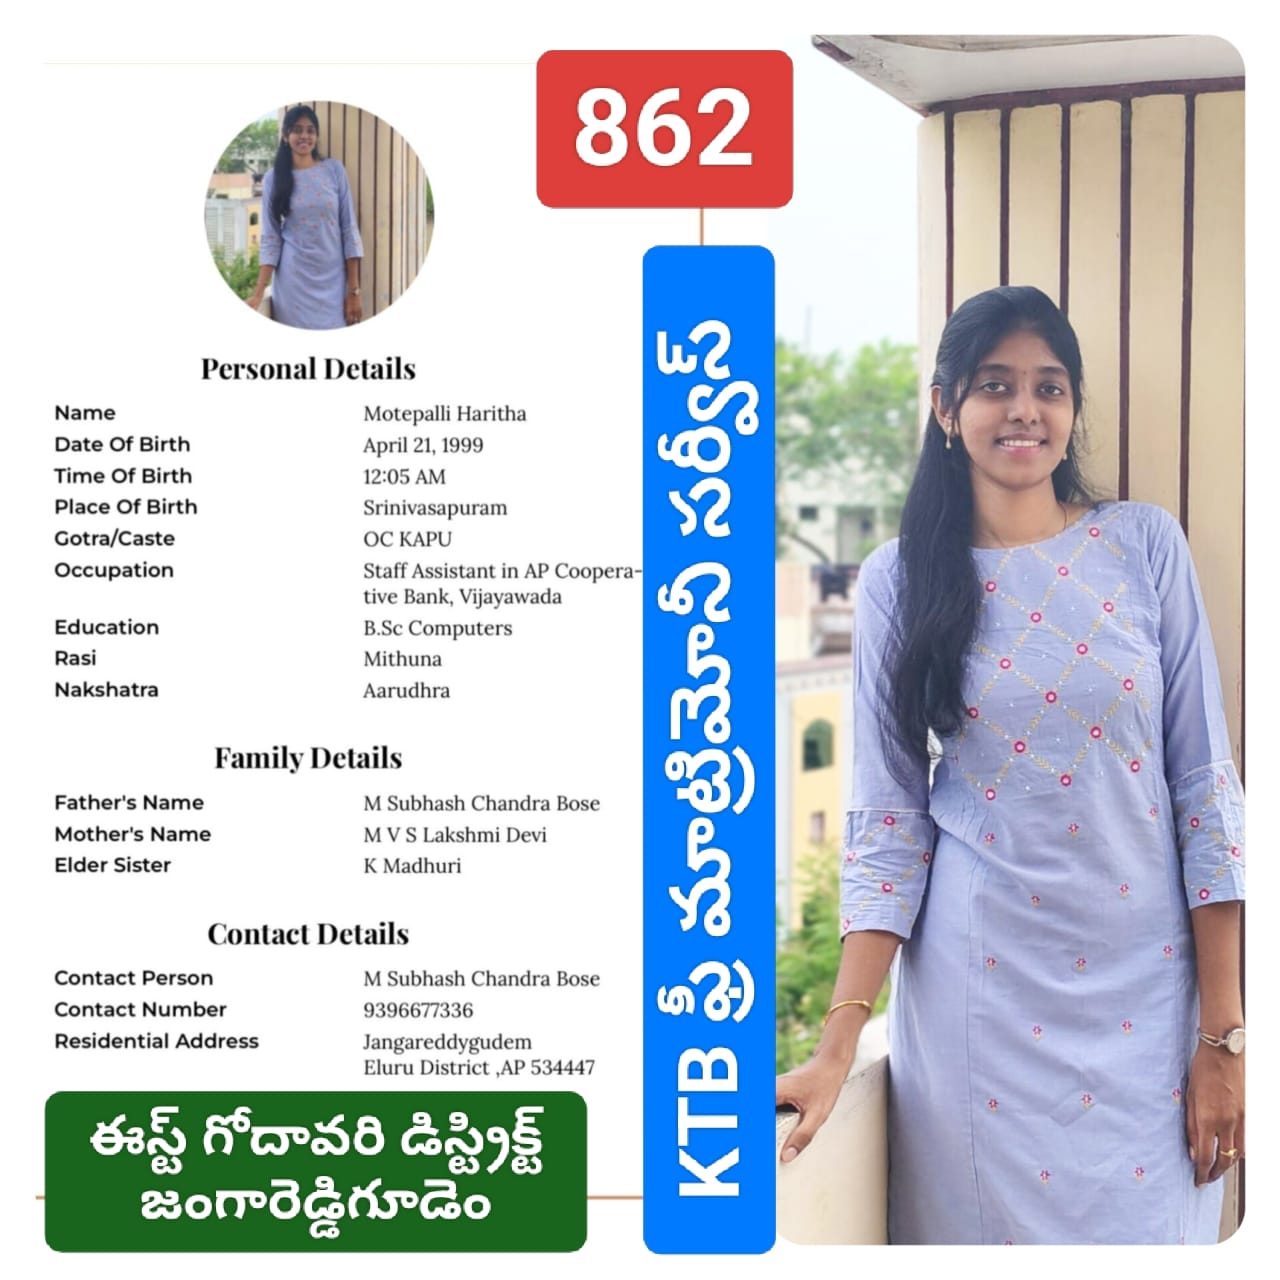 862
Personal Details
Name Motepalli Haritha
Date Of Birth April 21, 1999
Time Of Birth 12:05 AM
Place Of Birth Srinivasapuram
Gotra/Caste OC KAPU
Occupation Staff Assistant in AP Coopera-
tive Bank, Vijayawada
Education B.Sc Computers
Rasi Mithuna
Nakshatra Aarudhra
Family Details
Father's Name M Subhash Chandra Bose
Mother's Name M V S Lakshmi Devi
Elder Sister K Madhuri
Contact Details
Contact Person M Subhash Chandra Bose
Contact Number 9396677336
Residential Address Jangareddygudem
Eluru District ,AP 534447
ఈస్ట్ గోదావరి డిస్ట్రిక్ట్
జంగారెడ్డిగూడెం
KTB ఫ్రీ మాట్రిమోనీ సర్వీస్